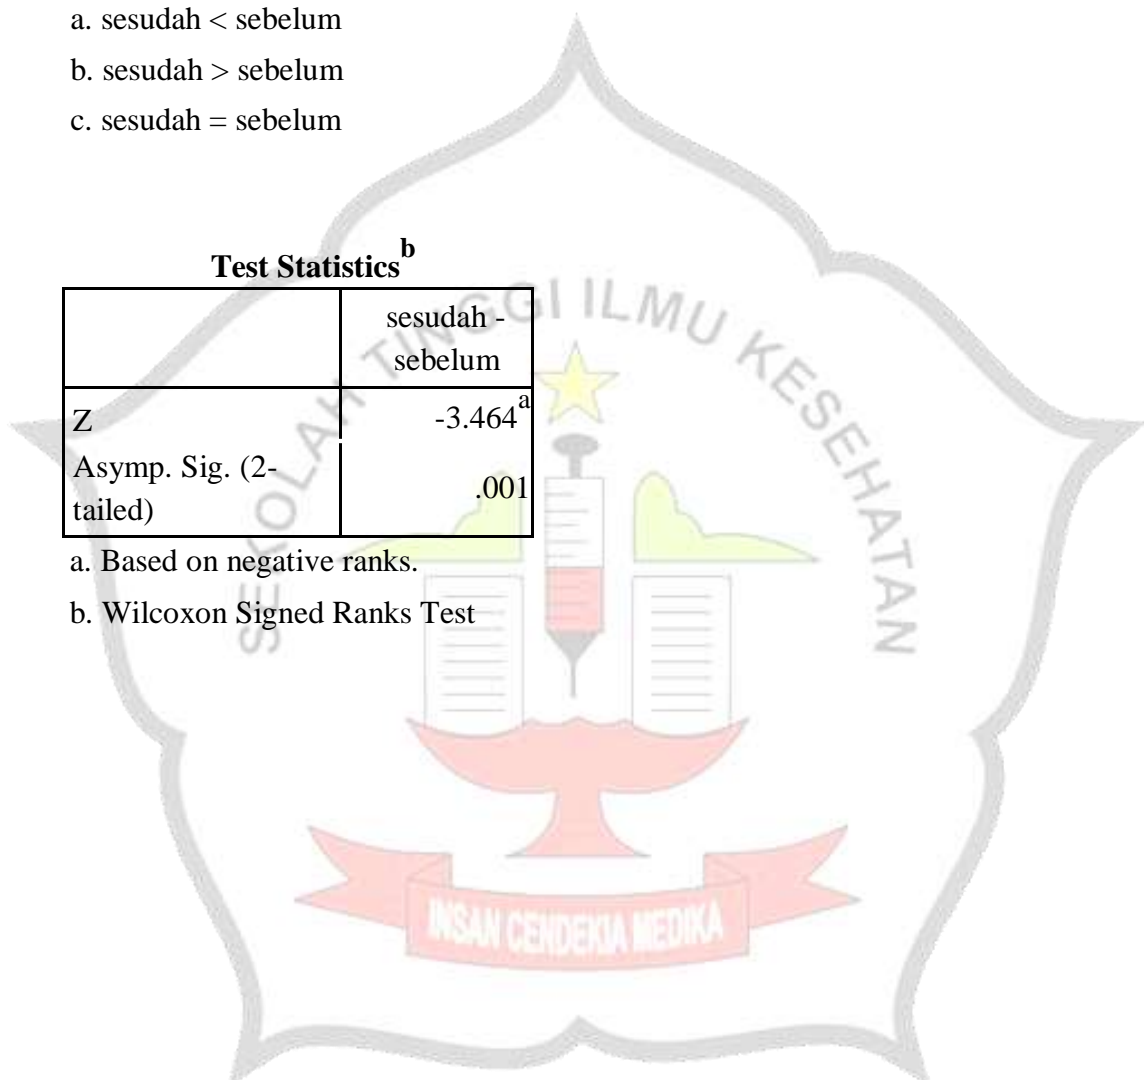 a. sesudah < sebelum
b. sesudah > sebelum
c. sesudah = sebelum
Test Statistics^b
sesudah -
sebelum
Z -3.464^a
Asymp. Sig. (2-
tailed) .001
a. Based on negative ranks.
b. Wilcoxon Signed Ranks Test
SEKOLAH TINGGI ILMU KESEHATAN
INSAN CENDEKIA MEDIKA